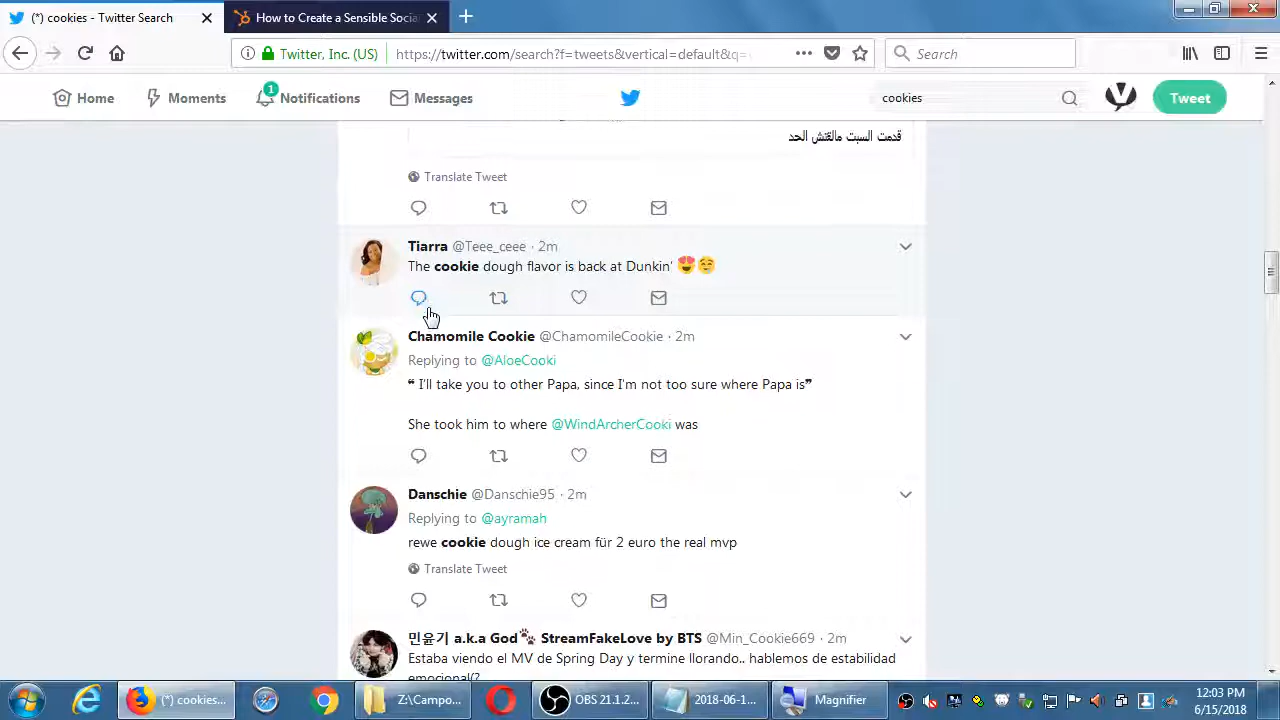 (*) cookies - Twitter Search
How to Create a Sensible Socia
Twitter, Inc. (US)
https://twitter.com/search?f=tweets&vertical=default&q=
Search
Home
Moments
1
Notifications
Messages
cookies
Tweet
قدمت السبت مالقتش الحد
Translate Tweet
Tiarra @Teee_ceee · 2m
The cookie dough flavor is back at Dunkin' 😍☺️
Chamomile Cookie @ChamomileCookie · 2m
Replying to @AloeCooki
❝ I'll take you to other Papa, since I'm not too sure where Papa is❞
She took him to where @WindArcherCooki was
Danschie @Danschie95 · 2m
Replying to @ayramah
rewe cookie dough ice cream für 2 euro the real mvp
Translate Tweet
민윤기 a.k.a God🐾 StreamFakeLove by BTS @Min_Cookie669 · 2m
Estaba viendo el MV de Spring Day y termine llorando.. hablemos de estabilidad
emocional(?
(*) cookies...
Z:\Campo...
OBS 21.1.2...
2018-06-1...
Magnifier
12:03 PM
6/15/2018